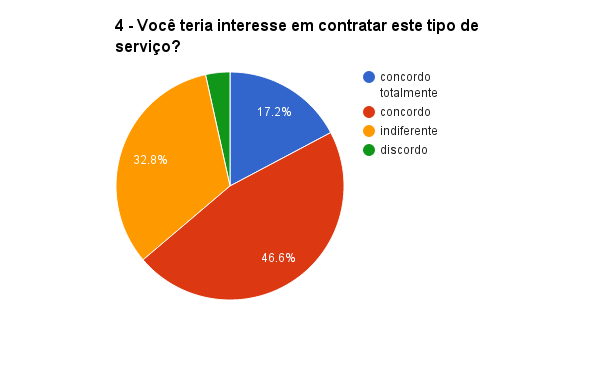 4 - Você teria interesse em contratar este tipo de
serviço?
concordo
totalmente
concordo
indiferente
discordo
17.2%
32.8%
46.6%